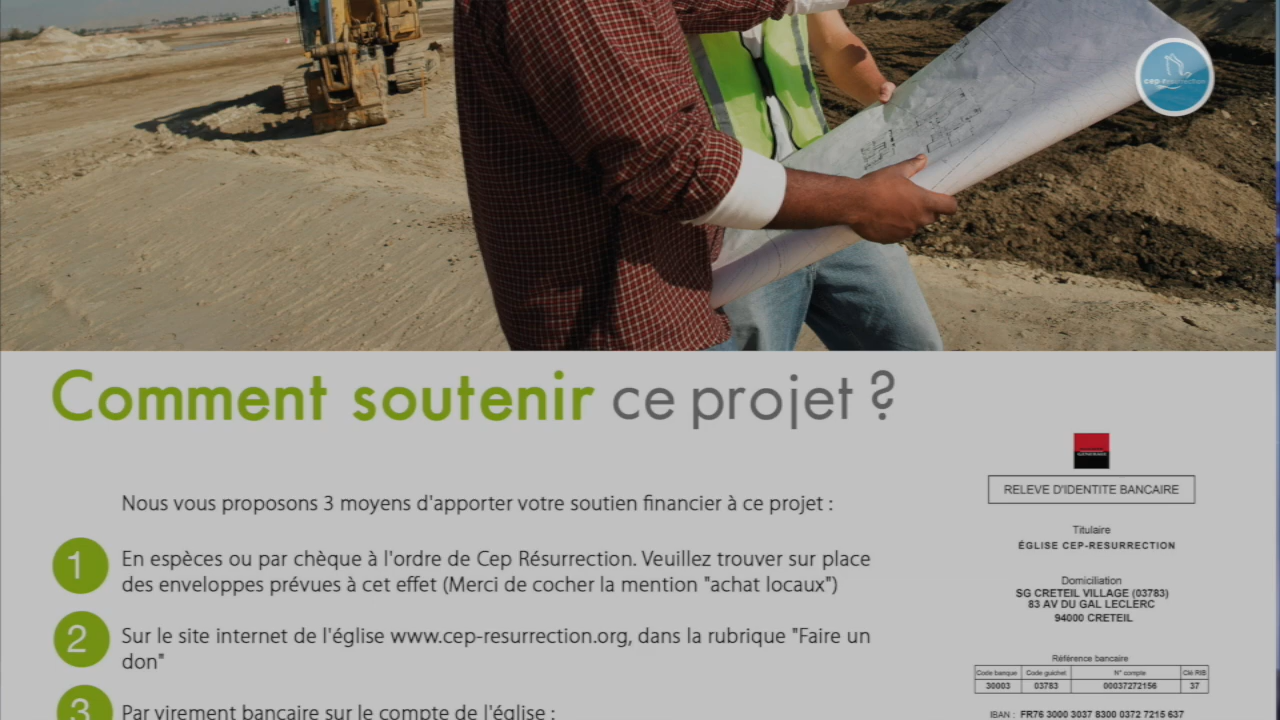 cep-resurrection
Comment soutenir ce projet ?
Nous vous proposons 3 moyens d'apporter votre soutien financier à ce projet :
1
En espèces ou par chèque à l'ordre de Cep Résurrection. Veuillez trouver sur place
des enveloppes prévues à cet effet (Merci de cocher la mention "achat locaux")
2
Sur le site internet de l'église www.cep-resurrection.org, dans la rubrique "Faire un
don"
3
Par virement bancaire sur le compte de l'église :
RELEVE D'IDENTITE BANCAIRE
Titulaire
ÉGLISE CEP-RESURRECTION
Domiciliation
SG CRETEIL VILLAGE (03783)
83 AV DU GAL LECLERC
94000 CRETEIL
Référence bancaire
Code banque Code guichet N° compte Clé RIB
30003 03783 00037272156 37
IBAN : FR76 3000 3037 8300 0372 7215 637